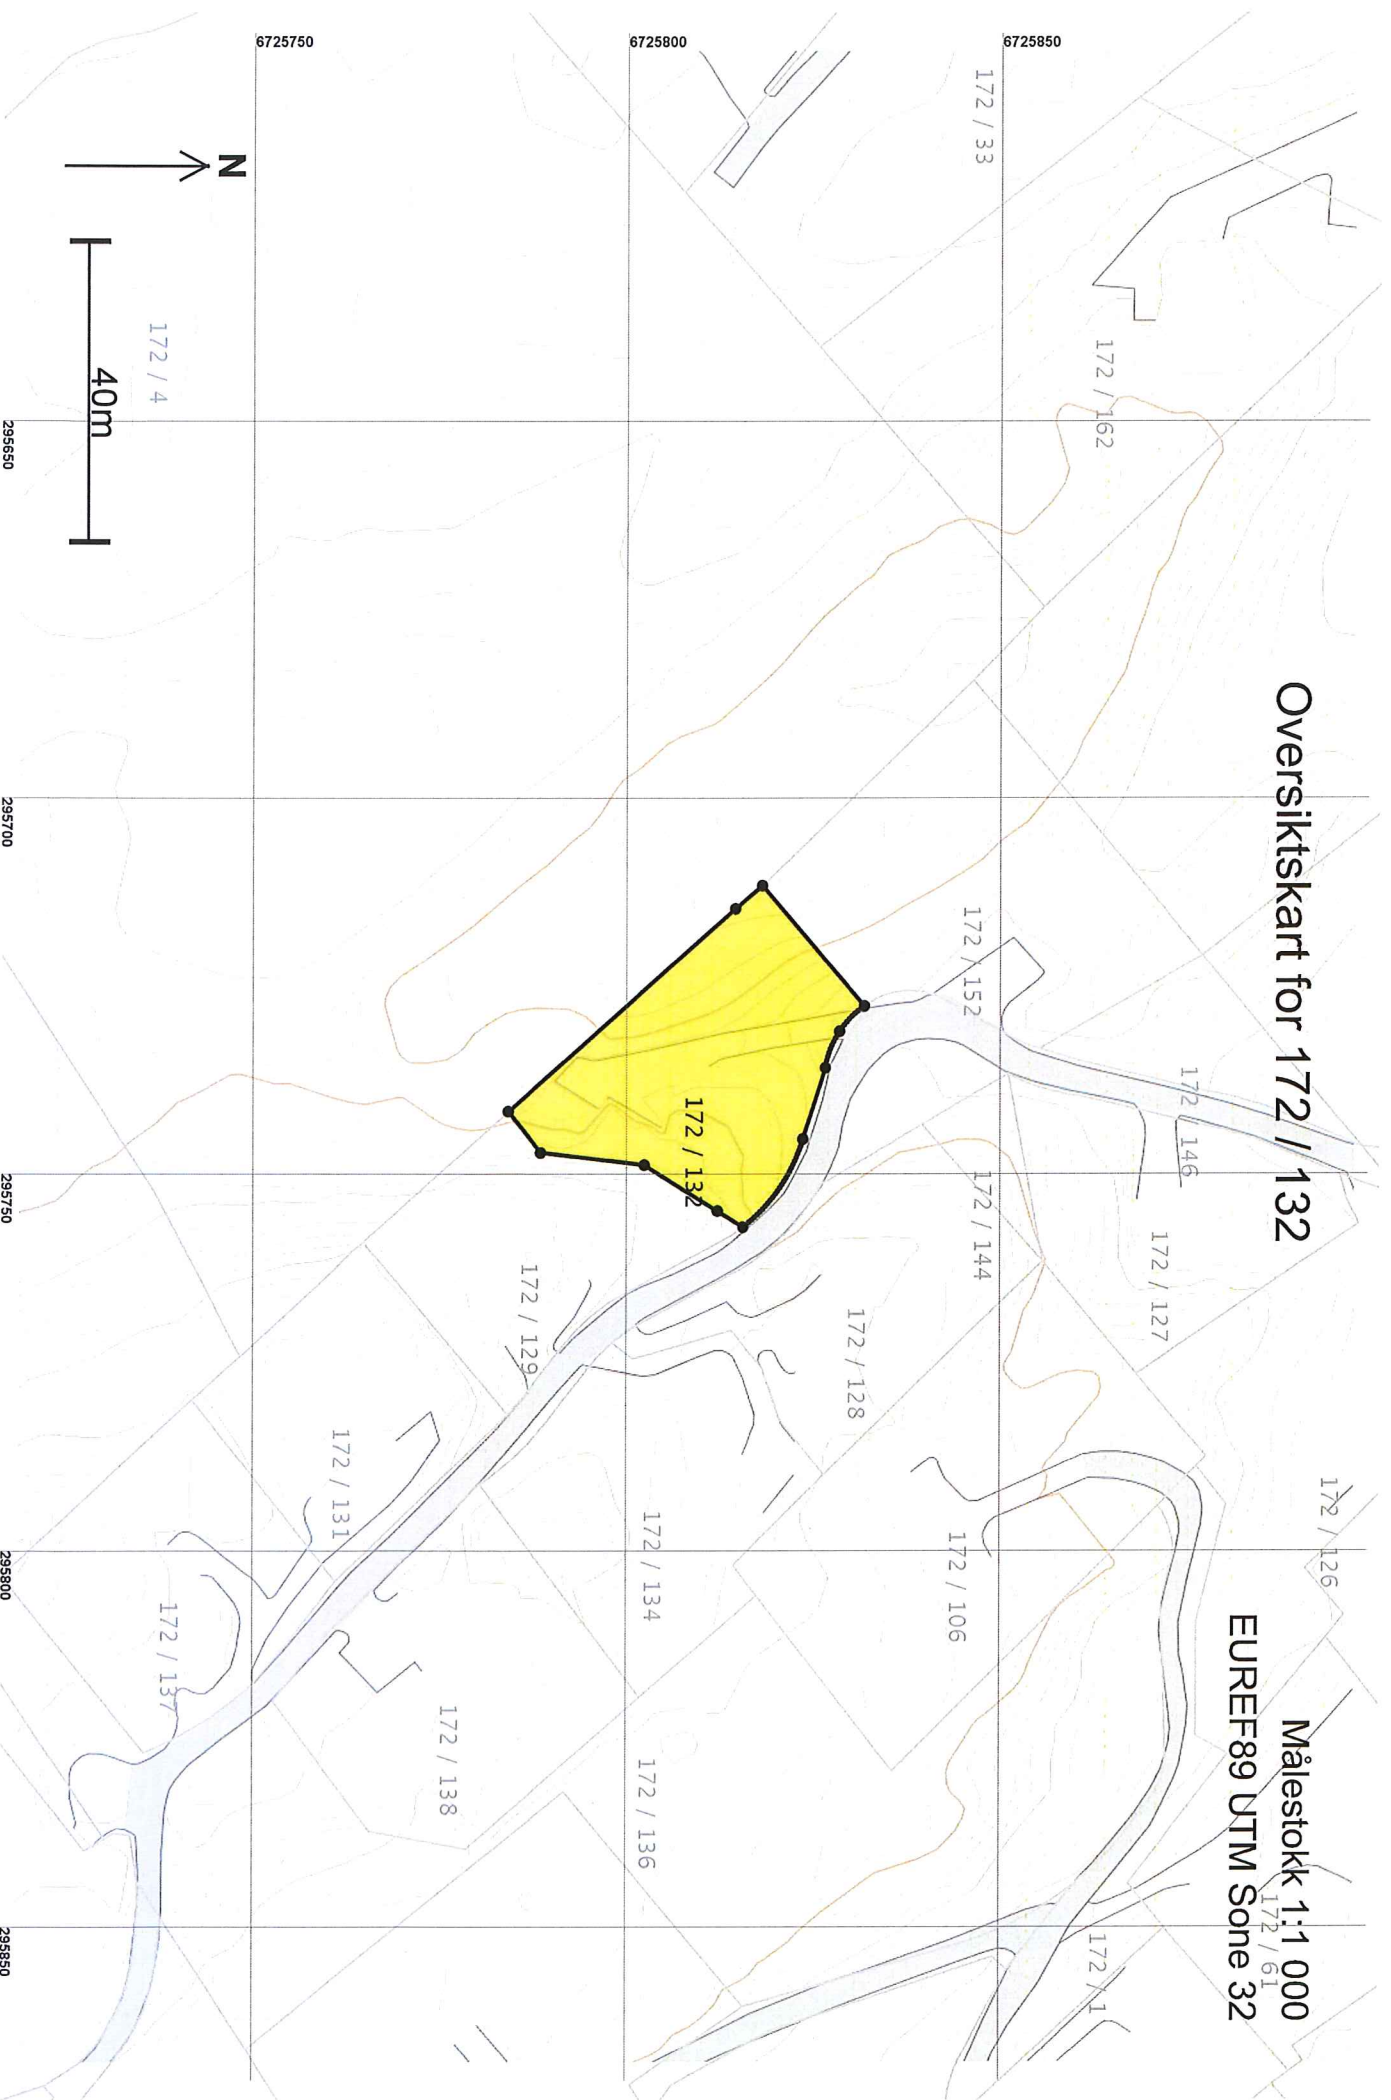 Oversiktskart for 172 / 132
Målestokk 1:1 000
EUREF89 UTM Sone 32
172 / 61
172 / 126
172 / 146
172 / 127
172 / 162
172 / 1
6725850
172 / 33
172 / 152
172 / 144
172 / 106
172 / 128
172 / 132
6725800
172 / 134
172 / 136
172 / 129
172 / 138
172 / 131
6725750
N
172 / 4
172 / 137
40m
295650
295700
295750
295800
295850